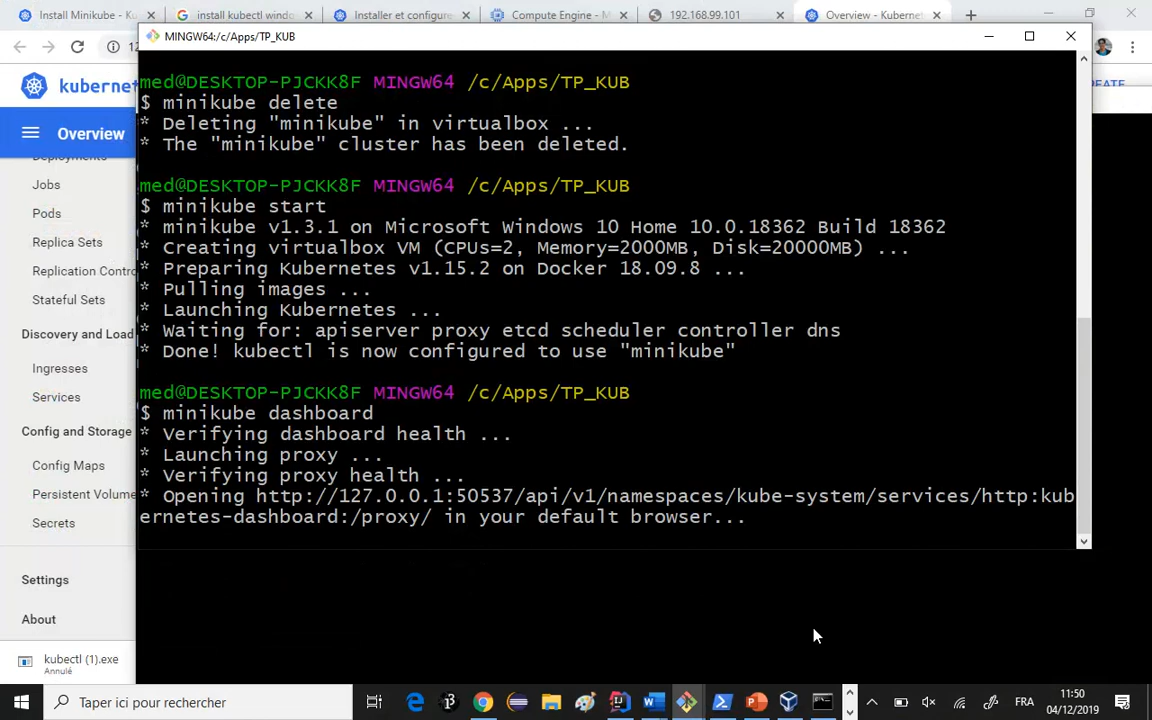 Install Minikube - K
install kubectl windo
Installer et configure
Compute Engine - M
192.168.99.101
Overview - Kubernet
MINGW64:/c/Apps/TP_KUB
12
kubernet
Overview
Jobs
Pods
Replica Sets
Replication Contro
Stateful Sets
Discovery and Load
Ingresses
Services
Config and Storage
Config Maps
Persistent Volume
Secrets
Settings
About
med@DESKTOP-PJCKK8F MINGW64 /c/Apps/TP_KUB
$ minikube delete
* Deleting "minikube" in virtualbox ...
* The "minikube" cluster has been deleted.
med@DESKTOP-PJCKK8F MINGW64 /c/Apps/TP_KUB
$ minikube start
* minikube v1.3.1 on Microsoft Windows 10 Home 10.0.18362 Build 18362
* Creating virtualbox VM (CPUs=2, Memory=2000MB, Disk=20000MB) ...
* Preparing Kubernetes v1.15.2 on Docker 18.09.8 ...
* Pulling images ...
* Launching Kubernetes ...
* Waiting for: apiserver proxy etcd scheduler controller dns
* Done! kubectl is now configured to use "minikube"
med@DESKTOP-PJCKK8F MINGW64 /c/Apps/TP_KUB
$ minikube dashboard
* Verifying dashboard health ...
* Launching proxy ...
* Verifying proxy health ...
* Opening http://127.0.0.1:50537/api/v1/namespaces/kube-system/services/http:kub
ernetes-dashboard:/proxy/ in your default browser...
kubectl (1).exe
Annulé
Taper ici pour rechercher
FRA
11:50
04/12/2019